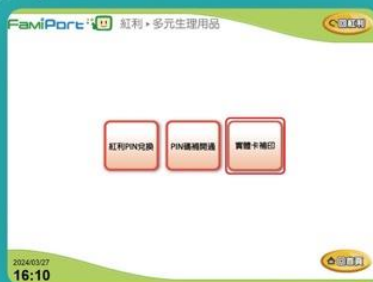 FamiPort 紅利•多元生理用品
回紅利
紅利PIN兌換
PIN碼補開通
實體卡補印
2024/03/27
16:10
回首頁